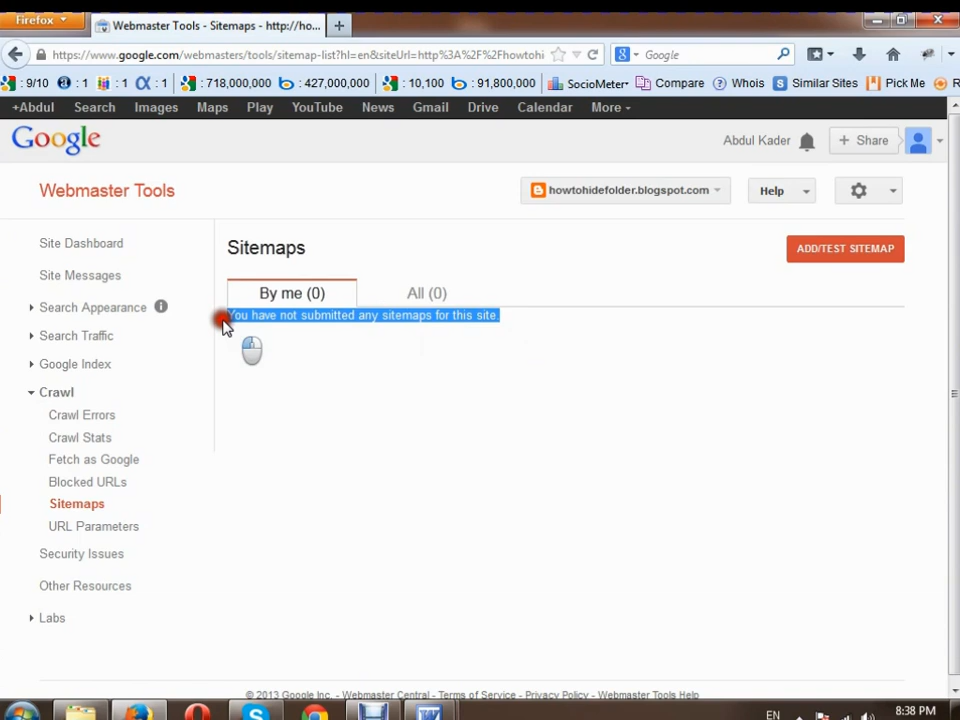 Firefox
Webmaster Tools - Sitemaps - http://ho...
https://www.google.com/webmasters/tools/sitemap-list?hl=en&siteUrl=http%3A%2F%2Fhowtohi
Google
: 9/10 : 1 : 1 : 1 : 718,000,000 : 427,000,000 : 10,100 : 91,800,000 SocioMeter Compare Whois Similar Sites Pick Me R
+Abdul Search Images Maps Play YouTube News Gmail Drive Calendar More
Google
Abdul Kader
+ Share
Webmaster Tools
howtohidefolder.blogspot.com
Help
Site Dashboard
Site Messages
Search Appearance
Search Traffic
Google Index
Crawl
Crawl Errors
Crawl Stats
Fetch as Google
Blocked URLs
Sitemaps
URL Parameters
Security Issues
Other Resources
Labs
Sitemaps
ADD/TEST SITEMAP
By me (0)
All (0)
You have not submitted any sitemaps for this site.
© 2013 Google Inc. - Webmaster Central - Terms of Service - Privacy Policy - Webmaster Tools Help
EN
8:38 PM